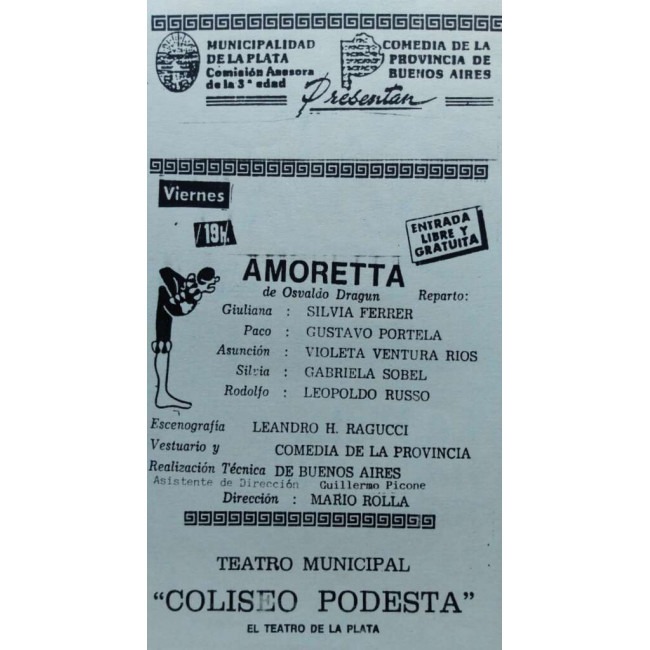 MUNICIPALIDAD
DE LA PLATA
Comisión Asesora
de la 3ª edad
COMEDIA DE LA
PROVINCIA DE
BUENOS AIRES
Presentan
Viernes
19h.
ENTRADA
LIBRE Y
GRATUITA
AMORETTA
de Osvaldo Dragun Reparto:
Giuliana : SILVIA FERRER
Paco : GUSTAVO PORTELA
Asunción : VIOLETA VENTURA RIOS
Silvia : GABRIELA SOBEL
Rodolfo : LEOPOLDO RUSSO
Escenografía LEANDRO H. RAGUCCI
Vestuario y COMEDIA DE LA PROVINCIA
Realización Técnica DE BUENOS AIRES
Asistente de Dirección Guillermo Picone
Dirección : MARIO ROLLA
TEATRO MUNICIPAL
"COLISEO PODESTA"
EL TEATRO DE LA PLATA